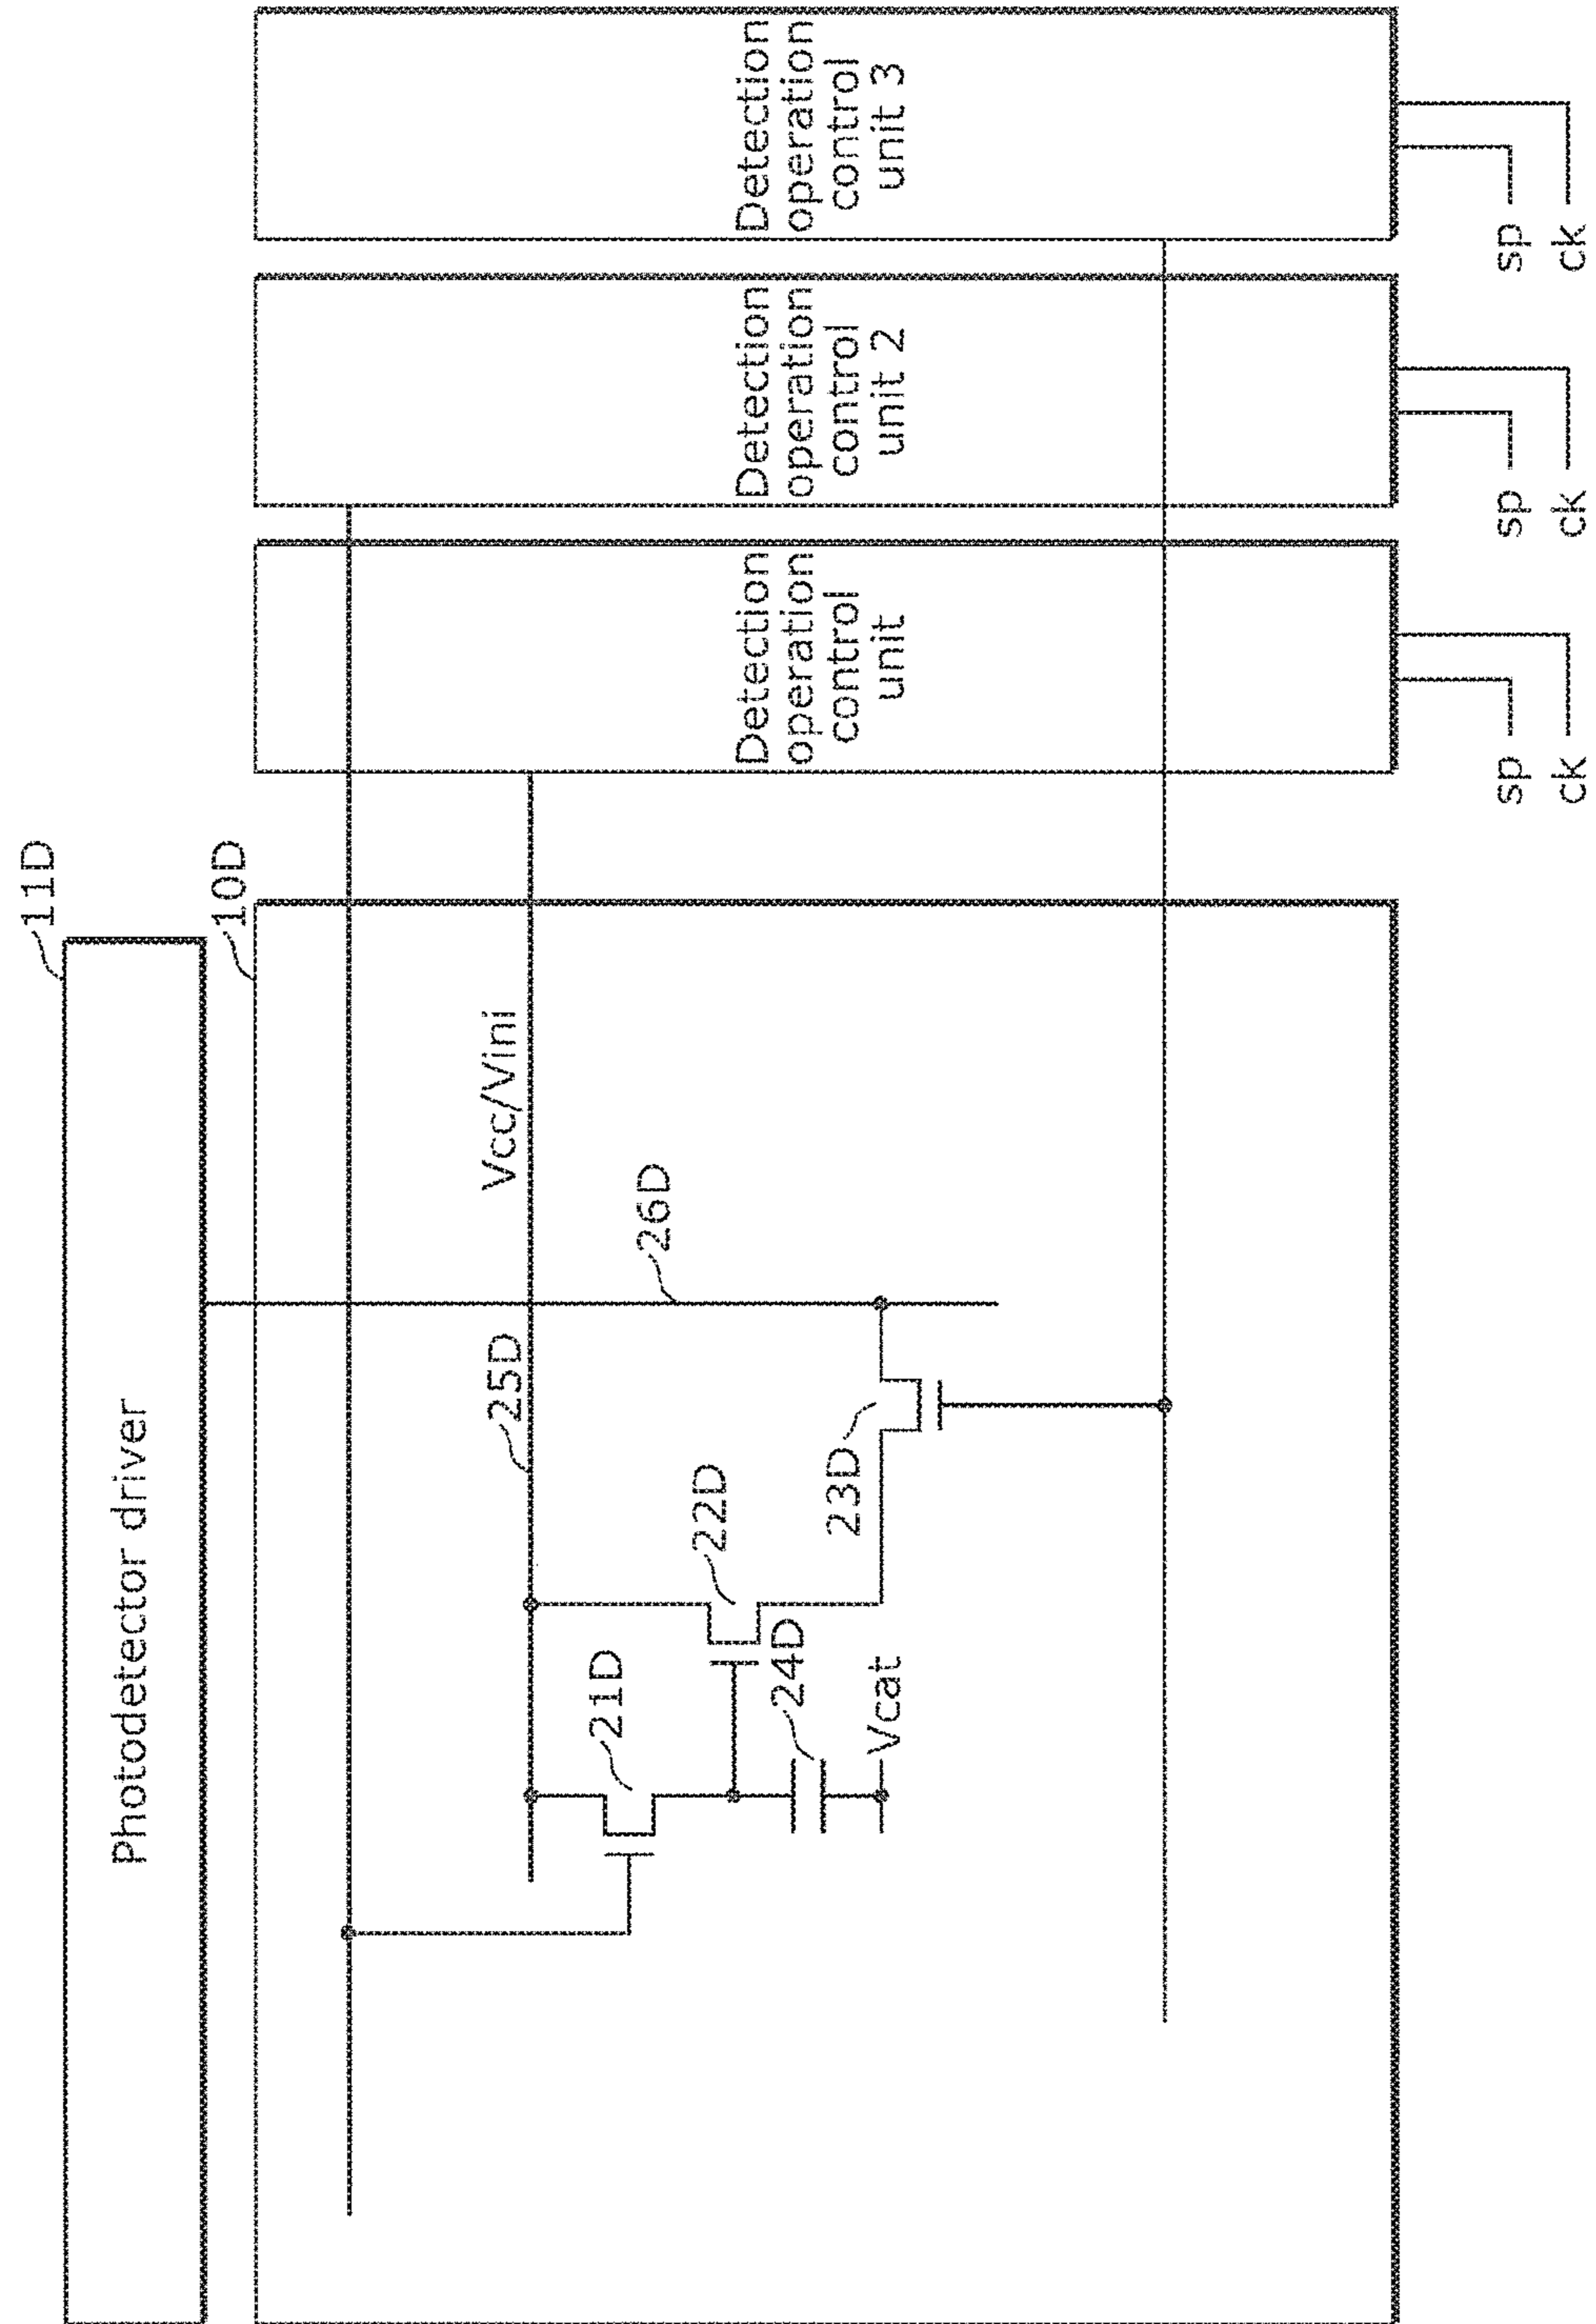 11D
Photodetector driver
10D
Vcc/Vini
25D
26D
21D
22D
23D
24D
Vcat
Detection
operation
control
unit
sp
ck
Detection
operation
control
unit 2
sp
ck
Detection
operation
control
unit 3
sp
ck